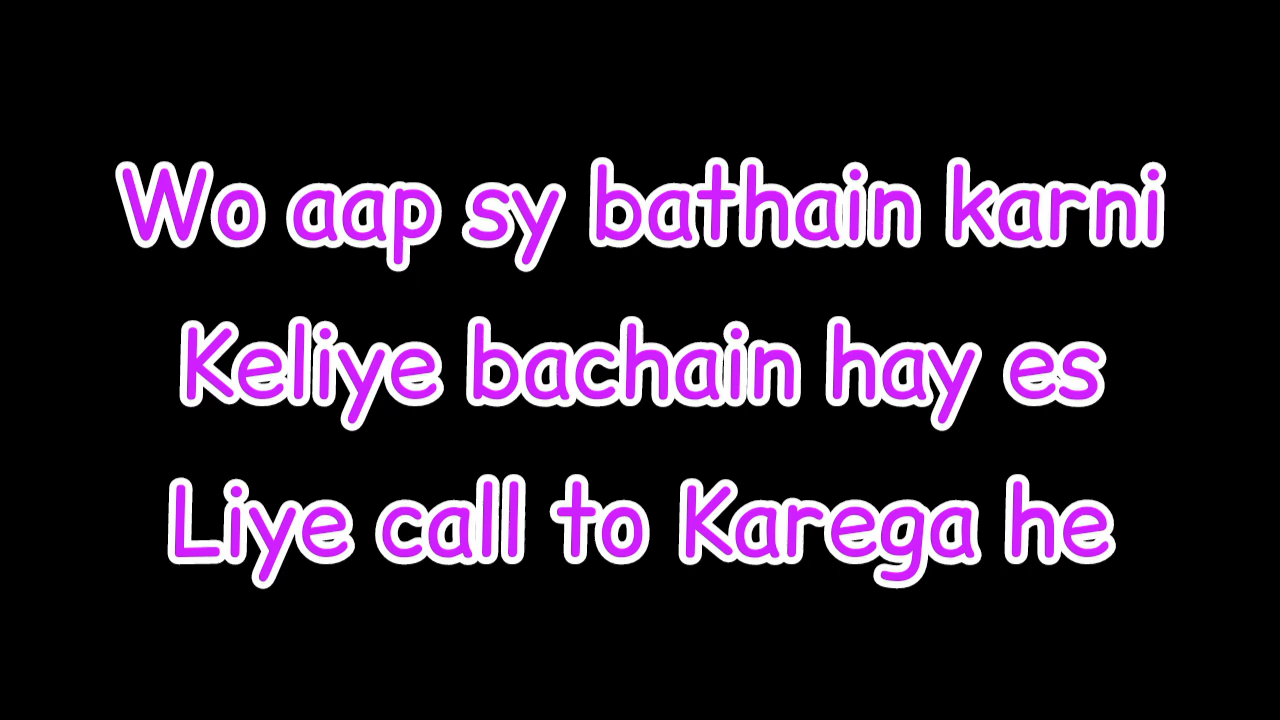 Wo aap sy bathain karni
Keliye bachain hay es
Liye call to Karega he